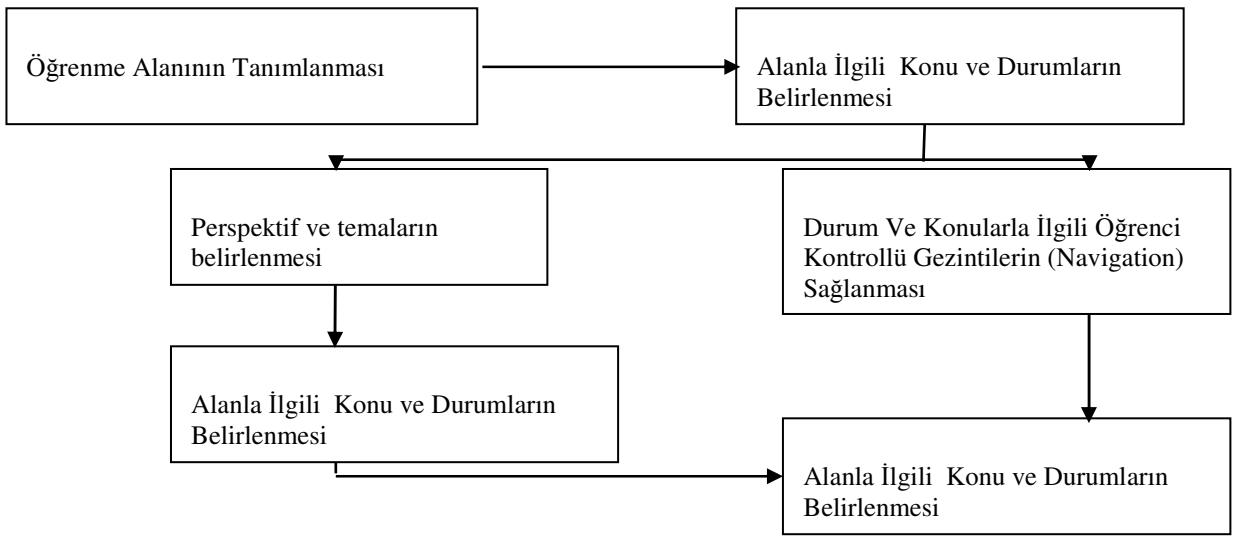 Öğrenme Alanının Tanımlanması
Alanla İlgili Konu ve Durumların
Belirlenmesi
Perspektif ve temaların
belirlenmesi
Durum Ve Konularla İlgili Öğrenci
Kontrollü Gezintilerin (Navigation)
Sağlanması
Alanla İlgili Konu ve Durumların
Belirlenmesi
Alanla İlgili Konu ve Durumların
Belirlenmesi